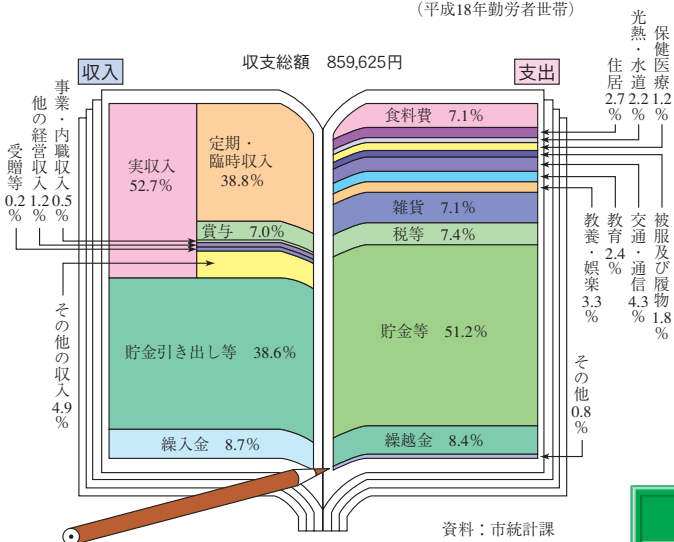 (平成18年勤労者世帯)
収支総額 859,625円
収入
支出
実収入
52.7%
定期・
臨時収入
38.8%
賞与 7.0%
事業・内職収入 0.5%
他の経営収入 1.2%
受贈等 0.2%
その他の収入 4.9%
貯金引き出し等 38.6%
繰入金 8.7%
食料費 7.1%
住居 2.7%
光熱・水道 2.2%
保健医療 1.2%
被服及び履物 1.8%
交通・通信 4.3%
教育 2.4%
教養・娯楽 3.3%
雑貨 7.1%
税等 7.4%
貯金等 51.2%
繰越金 8.4%
その他 0.8%
資料：市統計課